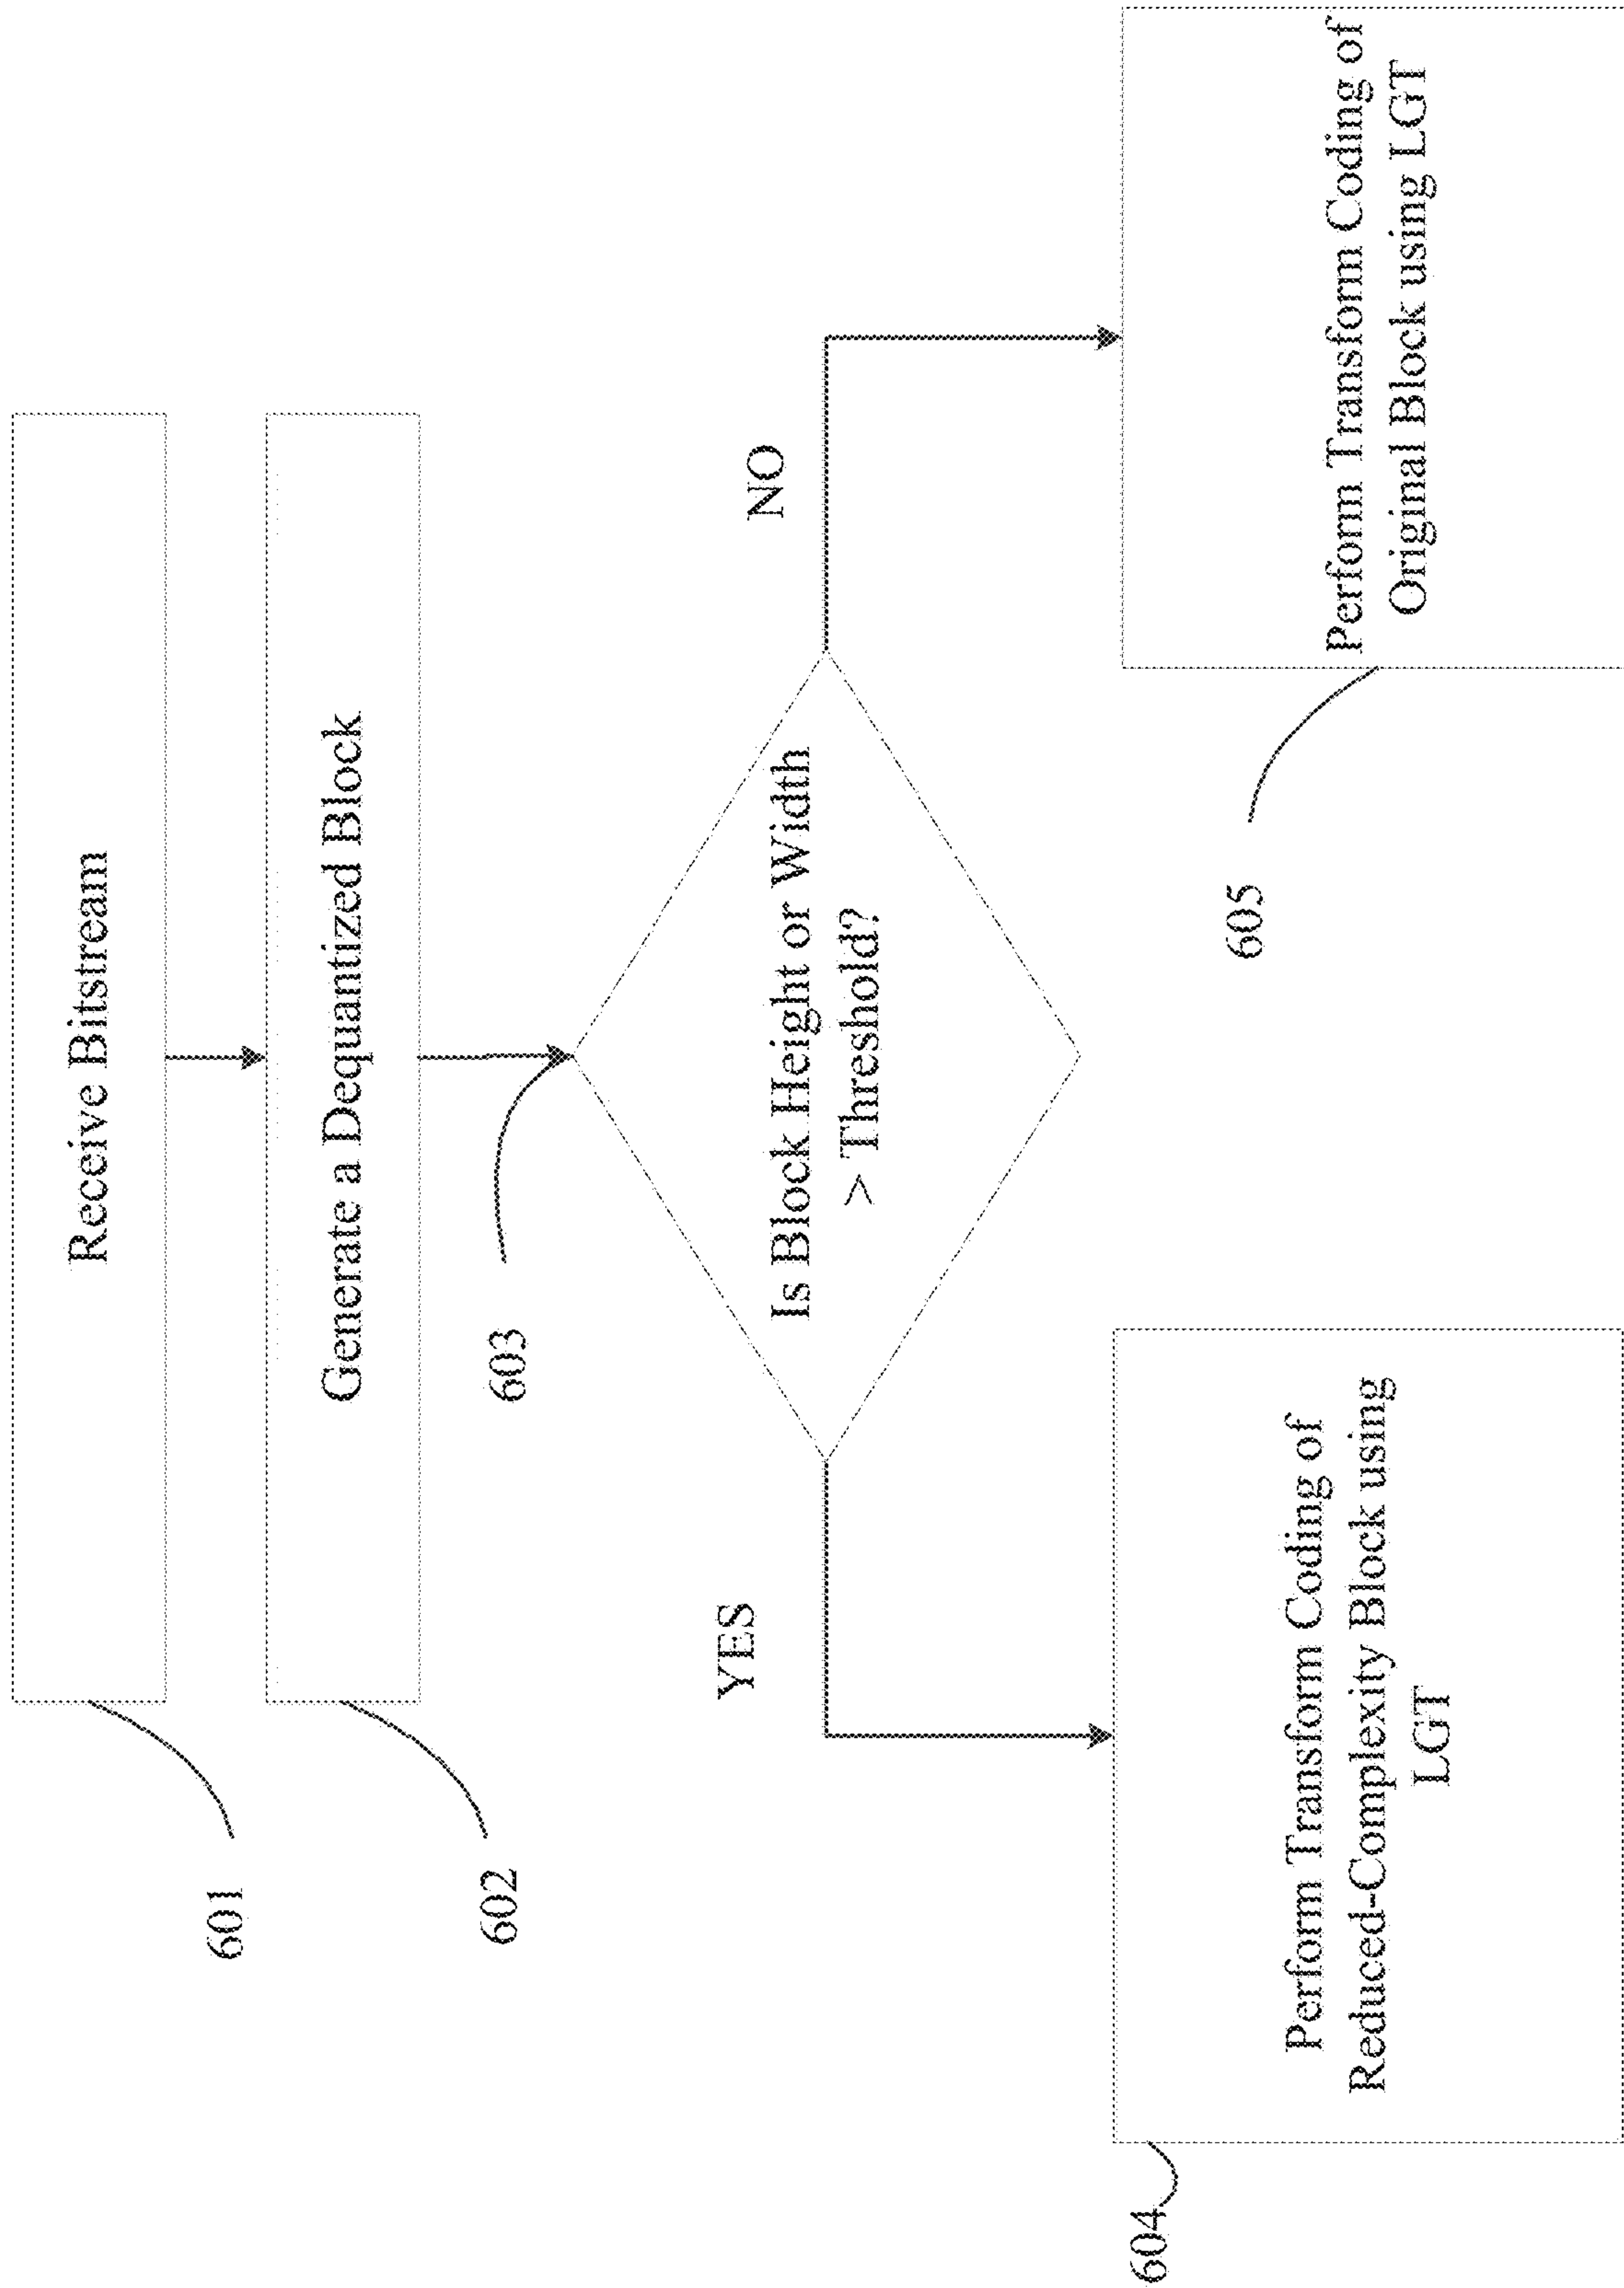 Receive Bitstream
601
Generate a Dequantized Block
602
603
Is Block Height or Width
> Threshold?
YES
NO
Perform Transform Coding of
Reduced-Complexity Block using
LGT
604
Perform Transform Coding of
Original Block using LGT
605